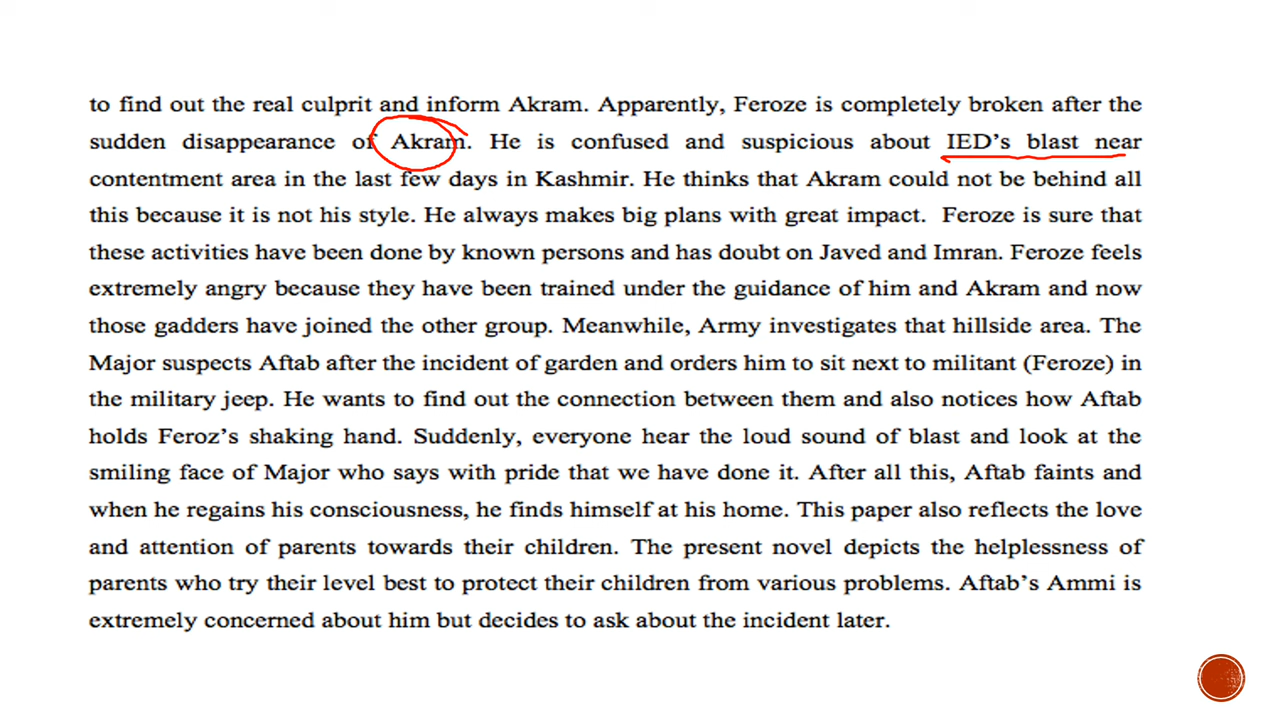 to find out the real culprit and inform Akram. Apparently, Feroze is completely broken after the
sudden disappearance of Akram. He is confused and suspicious about IED's blast near
contentment area in the last few days in Kashmir. He thinks that Akram could not be behind all
this because it is not his style. He always makes big plans with great impact. Feroze is sure that
these activities have been done by known persons and has doubt on Javed and Imran. Feroze feels
extremely angry because they have been trained under the guidance of him and Akram and now
those gadders have joined the other group. Meanwhile, Army investigates that hillside area. The
Major suspects Aftab after the incident of garden and orders him to sit next to militant (Feroze) in
the military jeep. He wants to find out the connection between them and also notices how Aftab
holds Feroz's shaking hand. Suddenly, everyone hear the loud sound of blast and look at the
smiling face of Major who says with pride that we have done it. After all this, Aftab faints and
when he regains his consciousness, he finds himself at his home. This paper also reflects the love
and attention of parents towards their children. The present novel depicts the helplessness of
parents who try their level best to protect their children from various problems. Aftab's Ammi is
extremely concerned about him but decides to ask about the incident later.